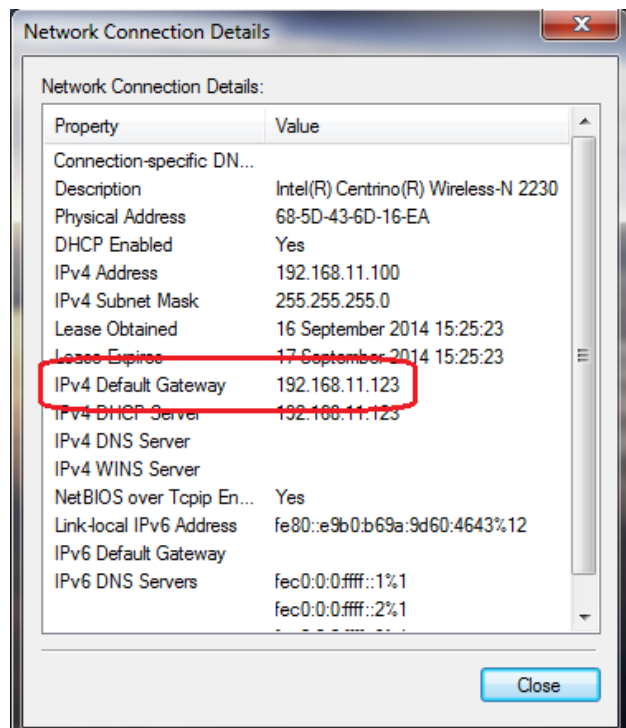 Network Connection Details
Network Connection Details:
Property Value
Connection-specific DN...
Description Intel(R) Centrino(R) Wireless-N 2230
Physical Address 68-5D-43-6D-16-EA
DHCP Enabled Yes
IPv4 Address 192.168.11.100
IPv4 Subnet Mask 255.255.255.0
Lease Obtained 16 September 2014 15:25:23
Lease Expires 17 September 2014 15:25:23
IPv4 Default Gateway 192.168.11.123
IPv4 DHCP Server 192.168.11.123
IPv4 DNS Server
IPv4 WINS Server
NetBIOS over Tcpip En... Yes
Link-local IPv6 Address fe80::e9b0:b69a:9d60:4643%12
IPv6 Default Gateway
IPv6 DNS Servers fec0:0:0:ffff::1%1
fec0:0:0:ffff::2%1
Close